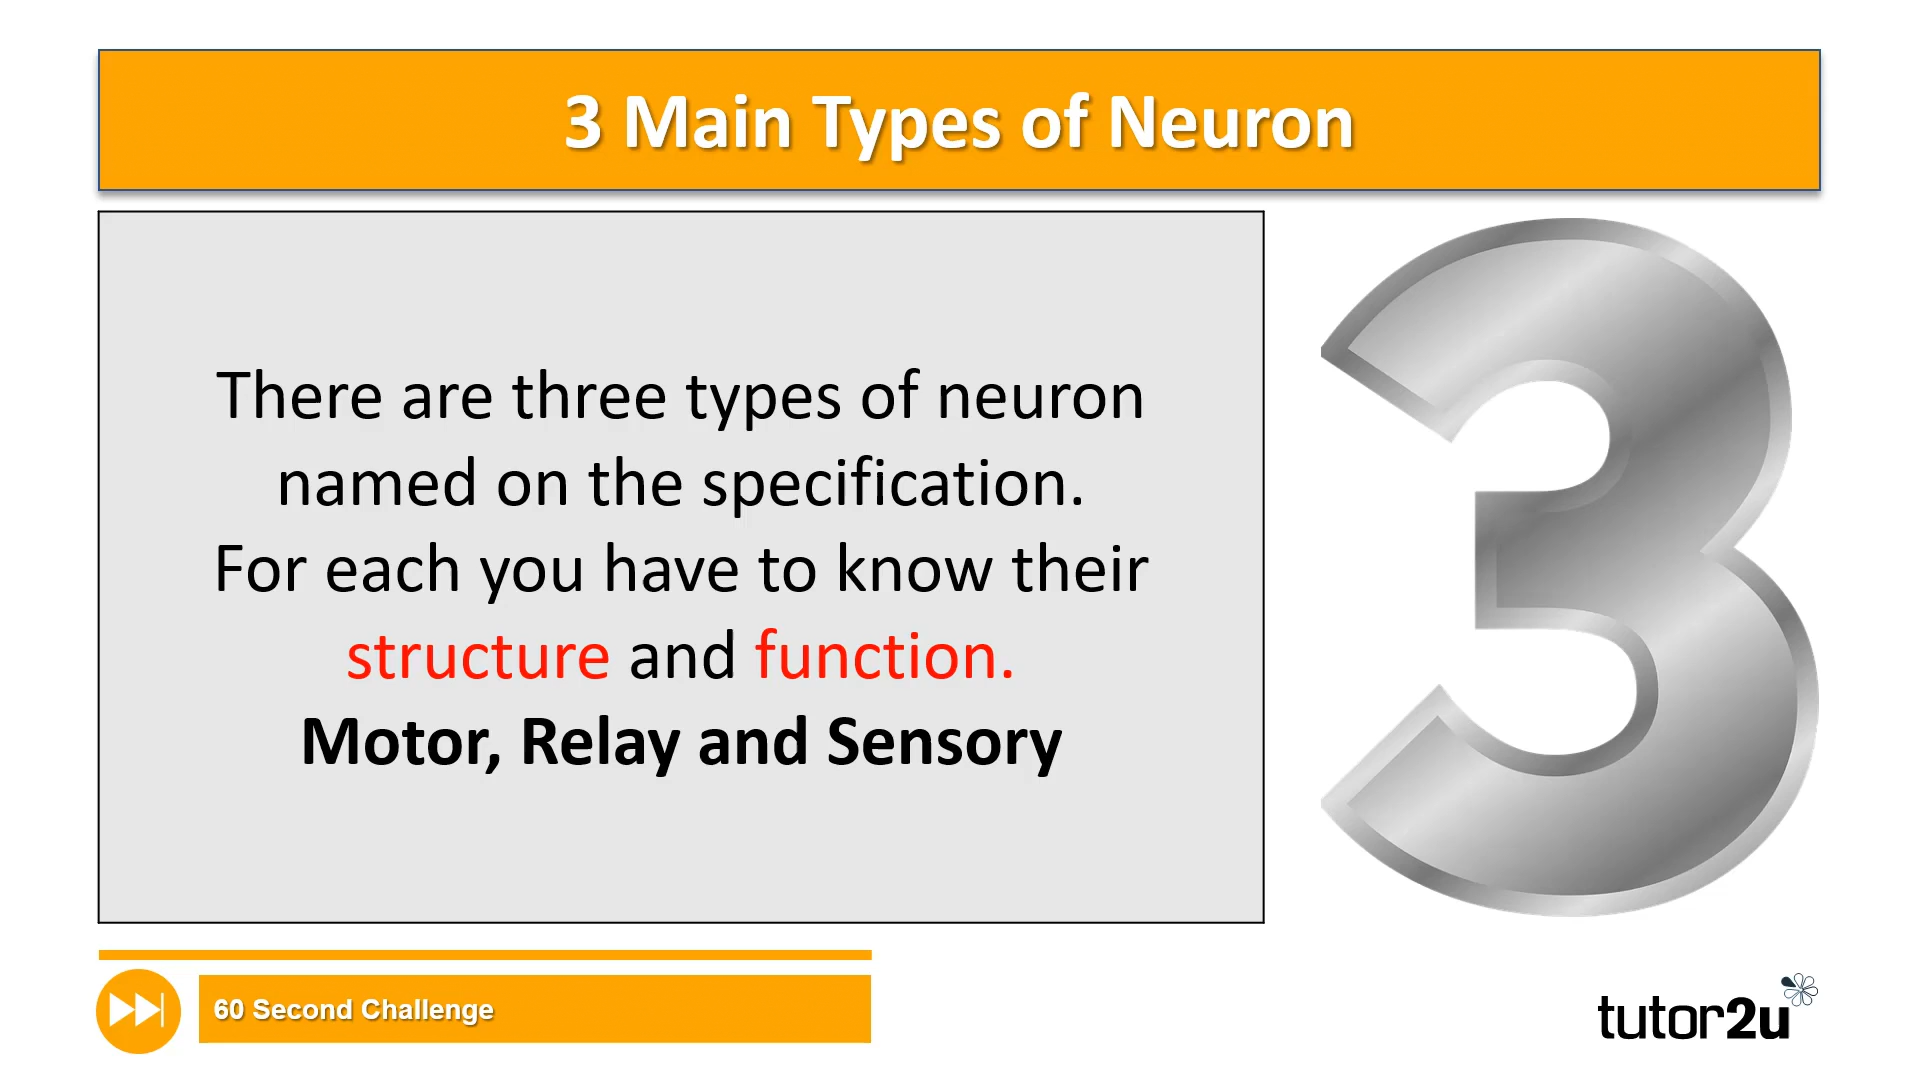 3 Main Types of Neuron
There are three types of neuron
named on the specification.
For each you have to know their
structure and function.
Motor, Relay and Sensory
3
60 Second Challenge
tutor2u